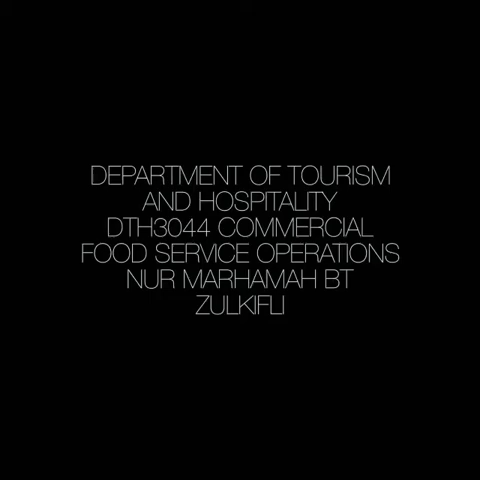 DEPARTMENT OF TOURISM
AND HOSPITALITY
DTH3044 COMMERCIAL
FOOD SERVICE OPERATIONS
NUR MARHAMAH BT
ZULKIFLI